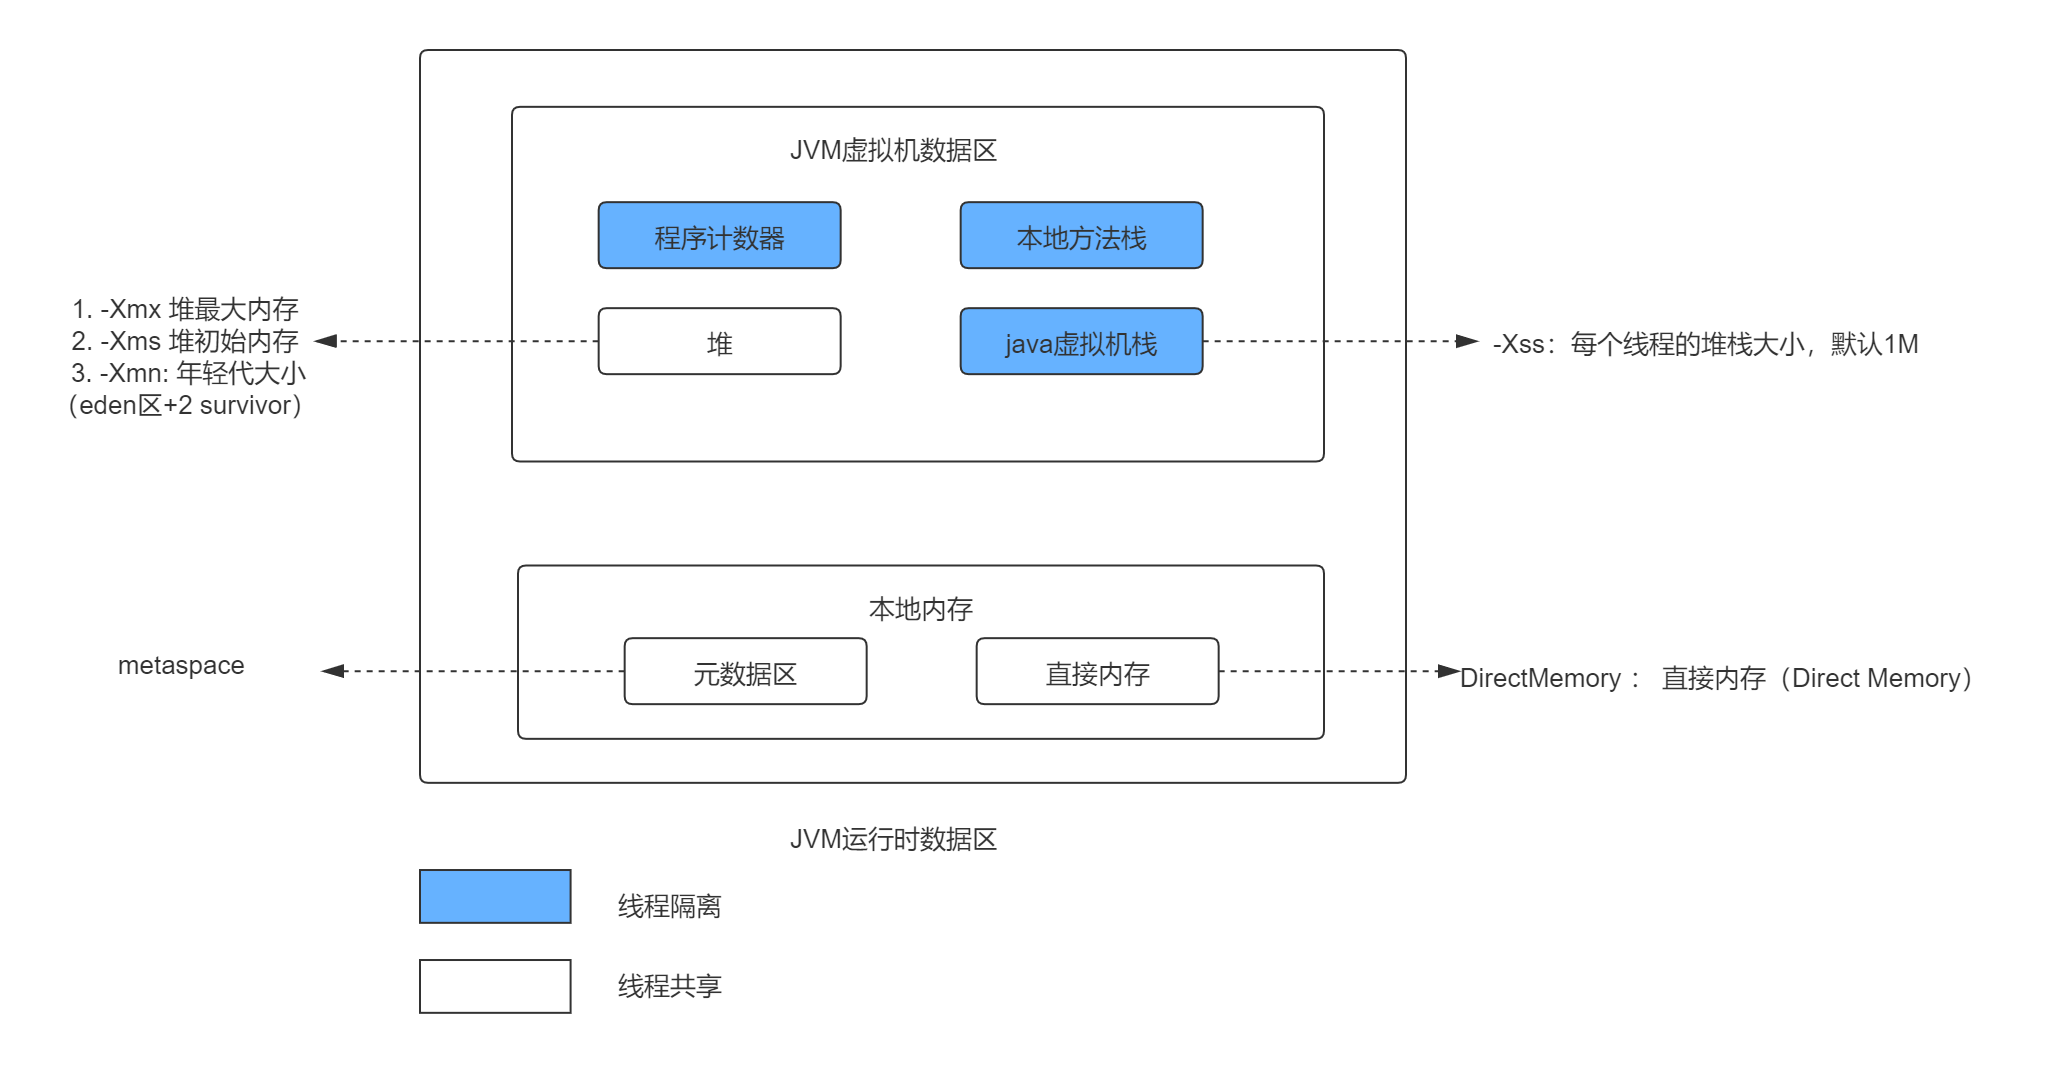 JVM虚拟机数据区
程序计数器
本地方法栈
1. -Xmx 堆最大内存
2. -Xms 堆初始内存
3. -Xmn: 年轻代大小
（eden区+2 survivor）
堆
java虚拟机栈
-Xss：每个线程的堆栈大小，默认1M
本地内存
metaspace
元数据区
直接内存
DirectMemory ： 直接内存（Direct Memory）
JVM运行时数据区
线程隔离
线程共享